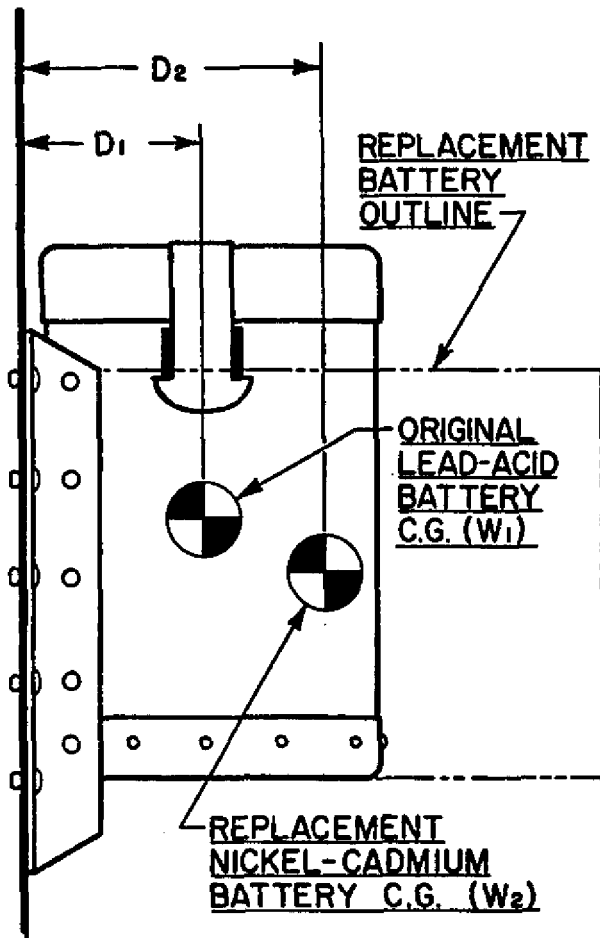 D₂
D₁
REPLACEMENT
BATTERY
OUTLINE
ORIGINAL
LEAD-ACID
BATTERY
C.G. (W₁)
REPLACEMENT
NICKEL-CADMIUM
BATTERY C.G. (W₂)